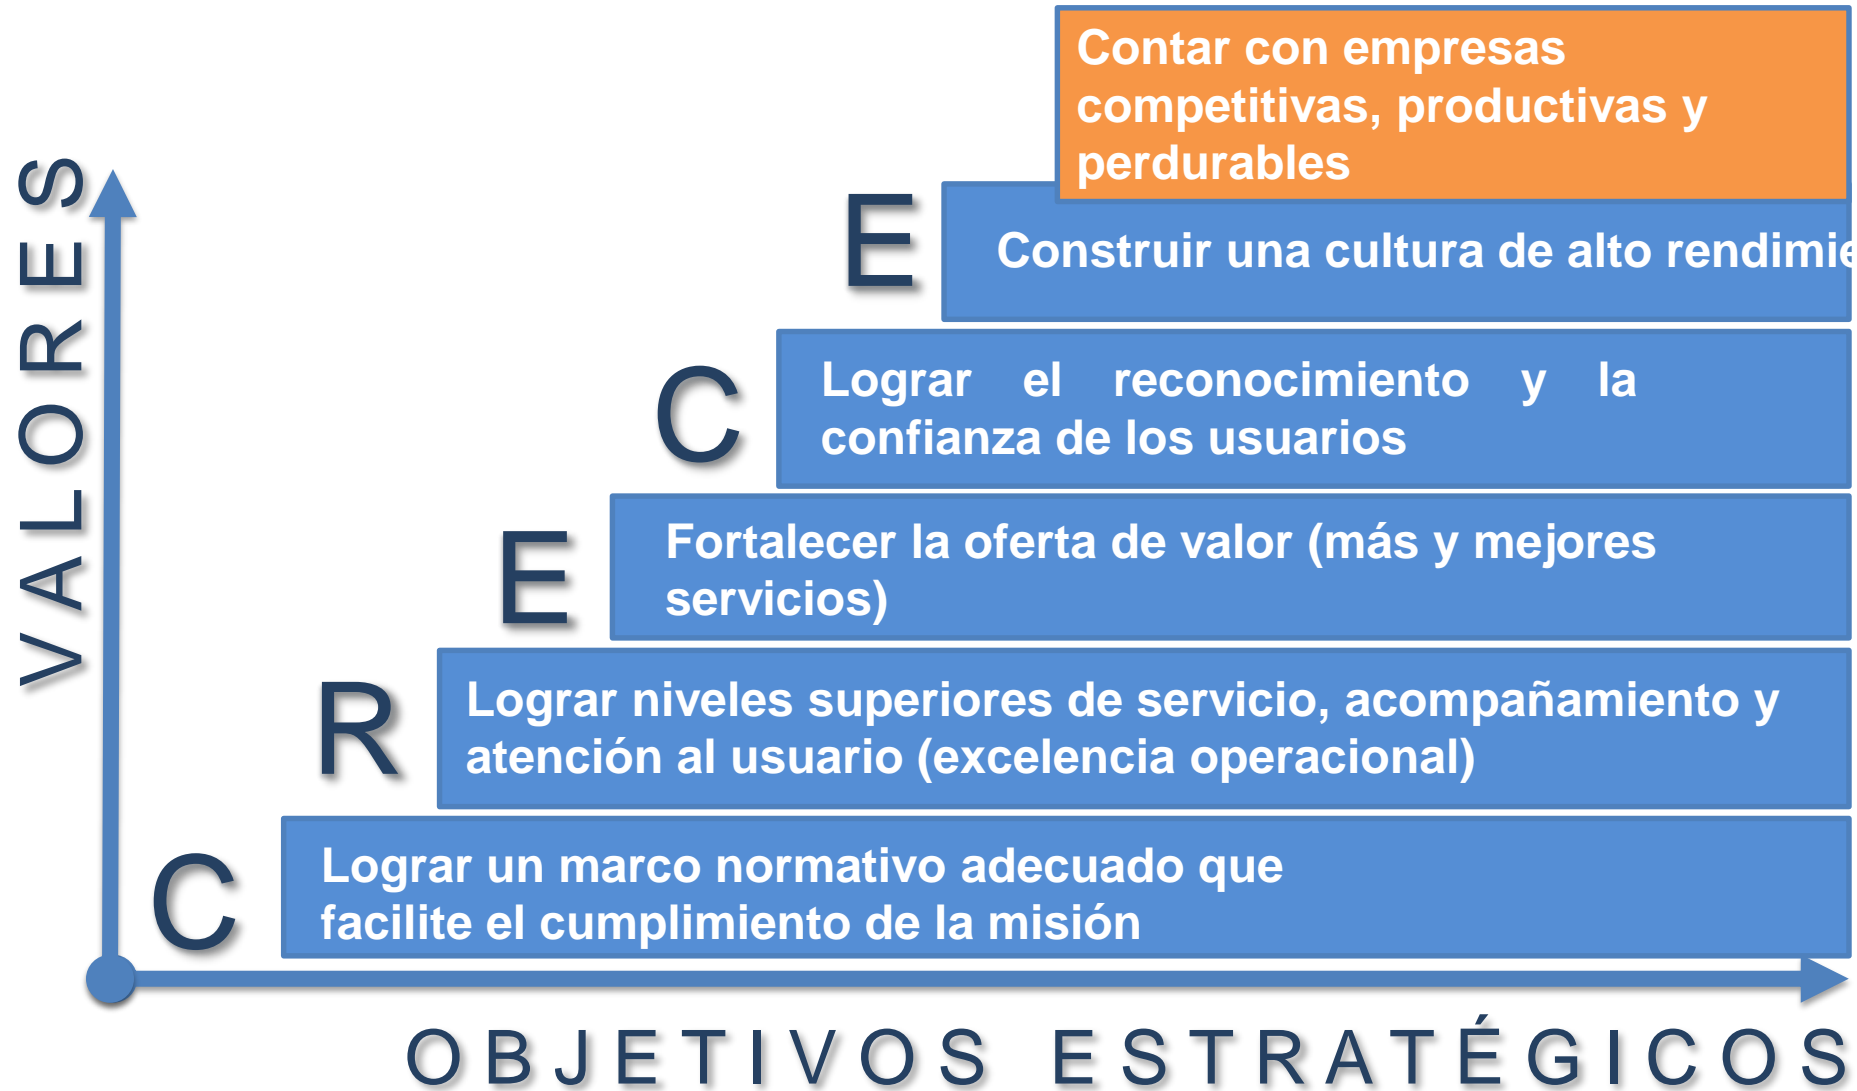 Contar con empresas
competitivas, productivas y
perdurables
VALORES
E
Construir una cultura de alto
C
Lograr el reconocimiento y la
confianza de los usuarios
E
Fortalecer la oferta de valor (más y mejores
servicios)
R
Lograr niveles superiores de servicio, acompañamiento y
atención al usuario (excelencia operacional)
C
Lograr un marco normativo adecuado que
facilite el cumplimiento de la misión
OBJETIVOS ESTRATÉGICOS